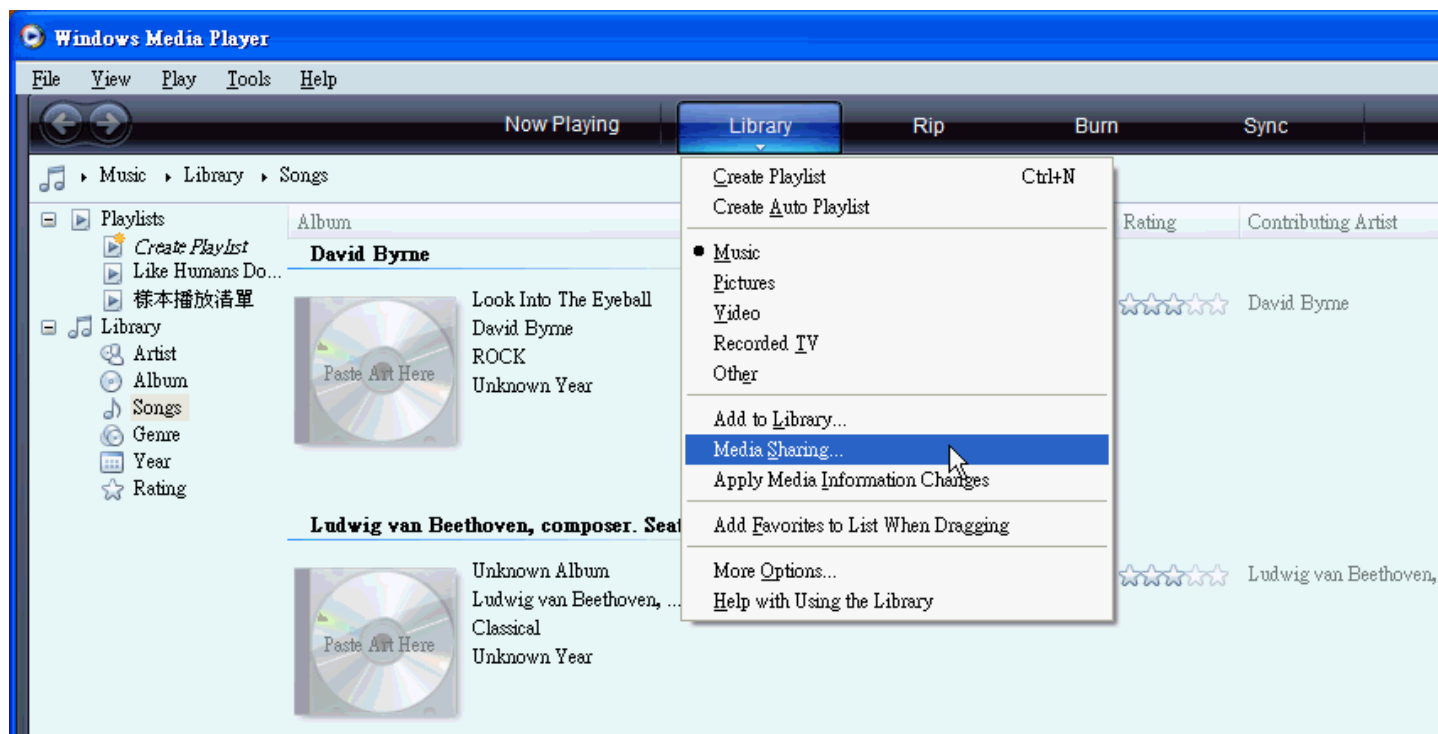 Windows Media Player
File View Play Tools Help
Now Playing Library Rip Burn Sync
Music Library Songs
Create Playlist Ctrl+N
Create Auto Playlist
Music
Pictures
Video
Recorded TV
Other
Add to Library...
Media Sharing...
Apply Media Information Changes
Add Favorites to List When Dragging
More Options...
Help with Using the Library
Playlists
Create Playlist
Like Humans Do...
樣本播放清單
Library
Artist
Album
Songs
Genre
Year
Rating
Album Rating Contributing Artist
David Byrne
Paste Art Here
Look Into The Eyeball
David Byrne
ROCK
Unknown Year
David Byrne
Ludwig van Beethoven, composer. Seat
Paste Art Here
Unknown Album
Ludwig van Beethoven, ...
Classical
Unknown Year
Ludwig van Beethoven,